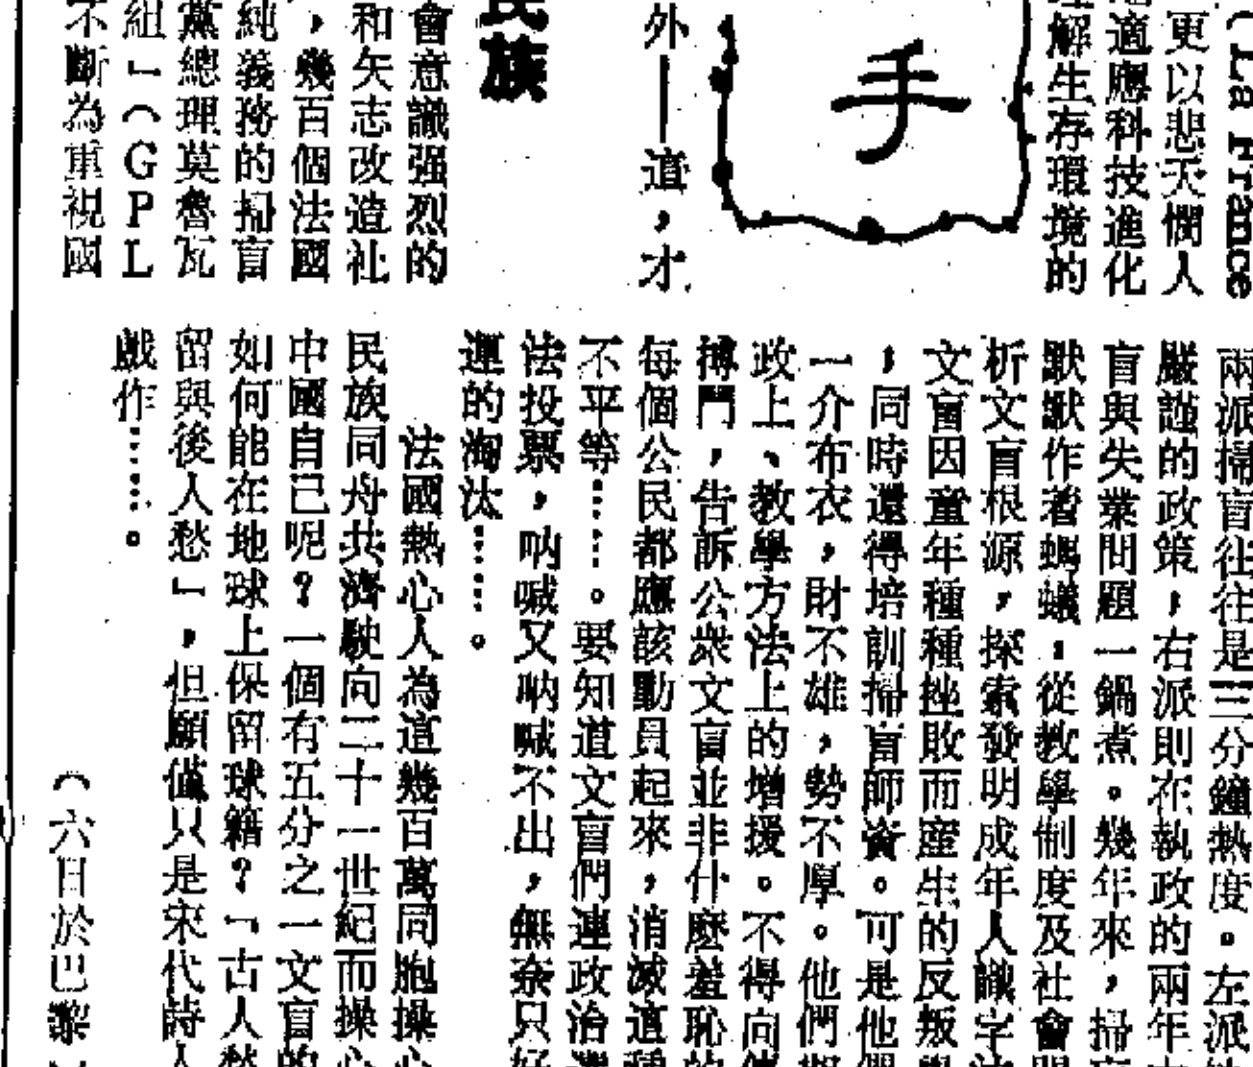 （La France
更以悲天憫人
適應科技進化
解生存環境的
手
外——道，才
民族
會意識强烈的
和矢志改造社
，幾百個法國
純義務的掃盲
黨總理莫魯瓦
組」（GPL
不斷為重視國
兩派掃盲往往是三分鐘熱度。左派
嚴謹的政策，右派則在執政的兩年
盲與失業問題一鍋煮。幾年來，掃
默默作著螞蟻：從教學制度及社會
析文盲根源，探索發明成年人識字
文盲因童年種種挫敗而產生的反叛
，同時還得培訓掃盲師資。可是他們
一介布衣，財不雄，勢不厚。他們
政上、教學方法上的增援。不得向
搏鬥，告訴公衆文盲並非什麼羞恥的
每個公民都應該動員起來，消滅這種
不平等……。要知道文盲們連政治
法投票，吶喊又吶喊不出，無奈只好
運的淘汰……。
法國熱心人為這幾百萬同胞操心
民族同舟共濟駛向二十一世紀而操心
中國自己呢？一個有五分之一文盲的
如何能在地球上保留球籍？「古人愁
留與後人愁」，但願僅只是宋代詩人
戲作……。
（六日於巴黎）